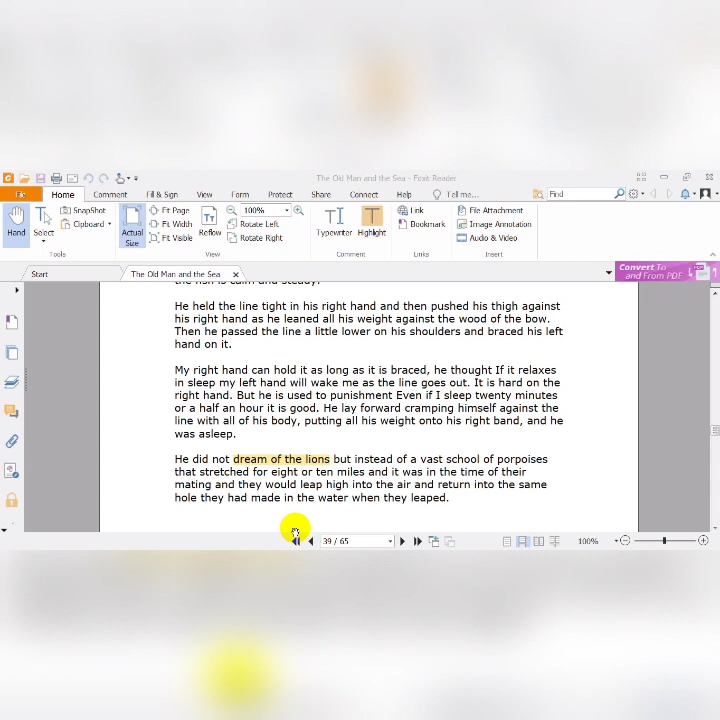 The Old Man and the Sea - Foxit Reader
File Home Comment Fill & Sign View Form Protect Share Connect Help Tell me... Find
Hand
Select
SnapShot
Clipboard
Tools
Actual Size
Fit Page
Fit Width
Fit Visible
Reflow
100%
Rotate Left
Rotate Right
View
Typewriter
Highlight
Comment
Link
Bookmark
Links
File Attachment
Image Annotation
Audio & Video
Insert
Start
The Old Man and the Sea
Convert To
and From PDF
PDF
the fish is calm and steady.
He held the line tight in his right hand and then pushed his thigh against
his right hand as he leaned all his weight against the wood of the bow.
Then he passed the line a little lower on his shoulders and braced his left
hand on it.
My right hand can hold it as long as it is braced, he thought If it relaxes
in sleep my left hand will wake me as the line goes out. It is hard on the
right hand. But he is used to punishment Even if I sleep twenty minutes
or a half an hour it is good. He lay forward cramping himself against the
line with all of his body, putting all his weight onto his right band, and he
was asleep.
He did not dream of the lions but instead of a vast school of porpoises
that stretched for eight or ten miles and it was in the time of their
mating and they would leap high into the air and return into the same
hole they had made in the water when they leaped.
39 / 65
100%